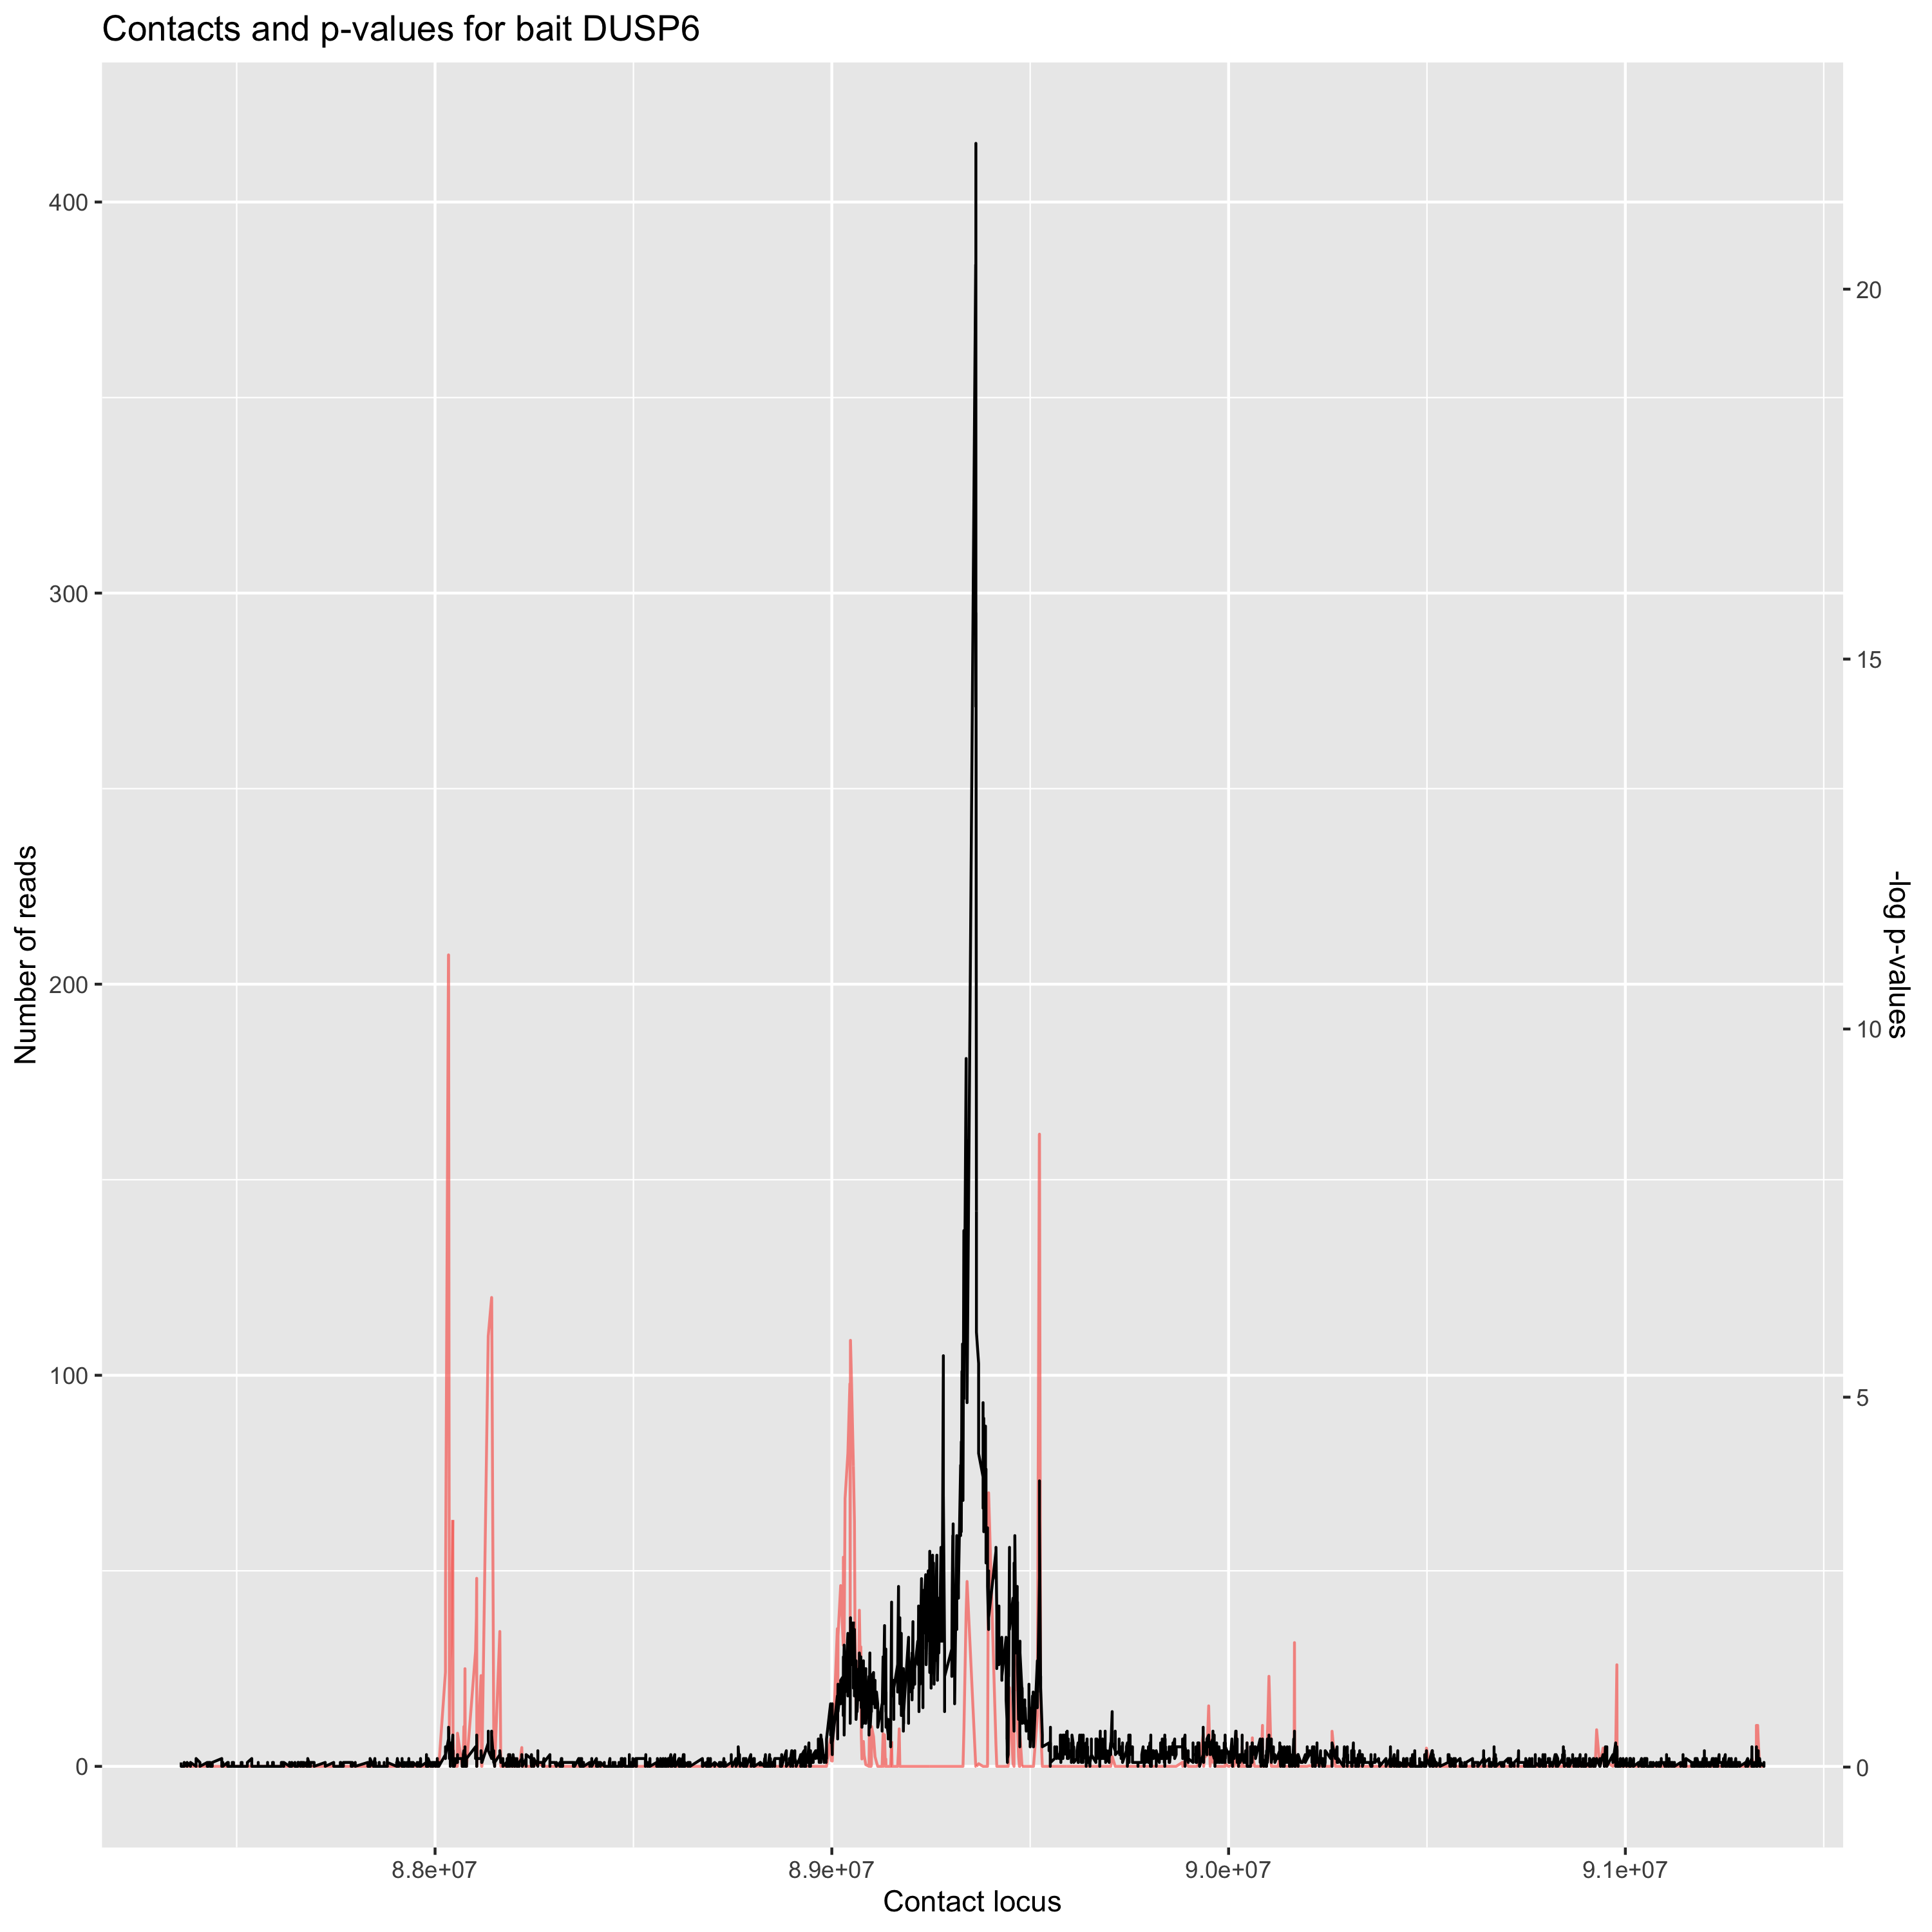 Contacts and p-values for bait DUSP6
400
300
200
100
0
Number of reads
20
15
10
5
0
-log p-values
8.8e+07
8.9e+07
9.0e+07
9.1e+07
Contact locus